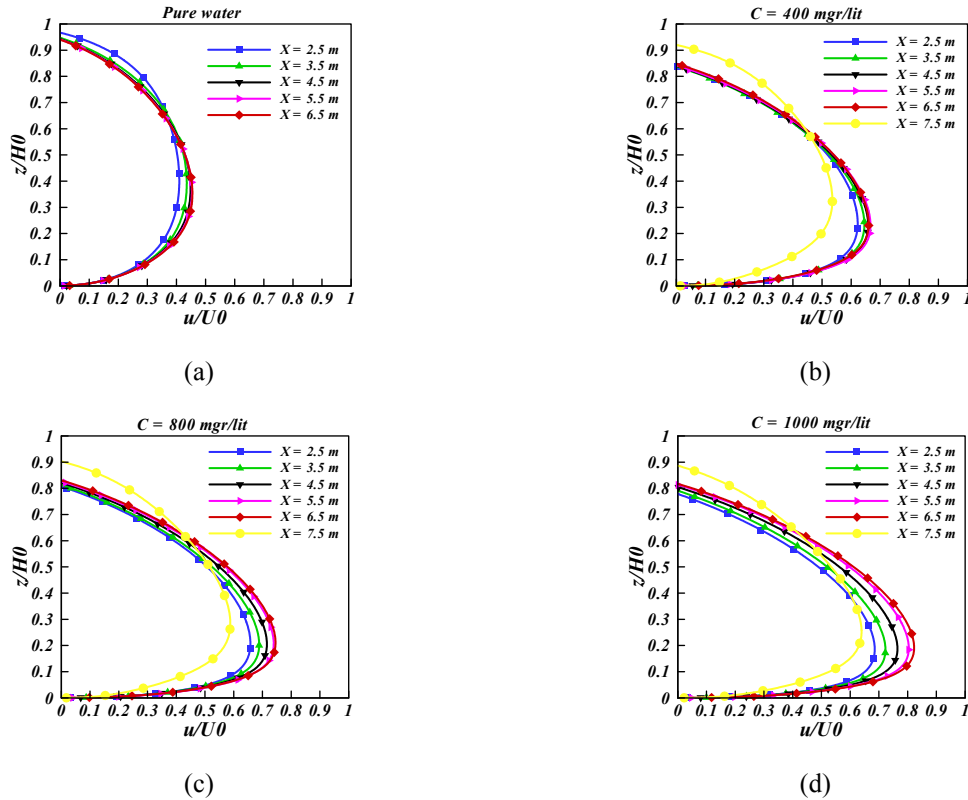 Pure water
1
0.9
0.8
0.7
0.6
0.5
0.4
0.3
0.2
0.1
0
z/H0
X = 2.5 m
X = 3.5 m
X = 4.5 m
X = 5.5 m
X = 6.5 m
0 0.1 0.2 0.3 0.4 0.5 0.6 0.7 0.8 0.9 1
u/U0
(a)
C = 400 mgr/lit
1
0.9
0.8
0.7
0.6
0.5
0.4
0.3
0.2
0.1
0
z/H0
X = 2.5 m
X = 3.5 m
X = 4.5 m
X = 5.5 m
X = 6.5 m
X = 7.5 m
0 0.1 0.2 0.3 0.4 0.5 0.6 0.7 0.8 0.9 1
u/U0
(b)
C = 800 mgr/lit
1
0.9
0.8
0.7
0.6
0.5
0.4
0.3
0.2
0.1
0
z/H0
X = 2.5 m
X = 3.5 m
X = 4.5 m
X = 5.5 m
X = 6.5 m
X = 7.5 m
0 0.1 0.2 0.3 0.4 0.5 0.6 0.7 0.8 0.9 1
u/U0
(c)
C = 1000 mgr/lit
1
0.9
0.8
0.7
0.6
0.5
0.4
0.3
0.2
0.1
0
z/H0
X = 2.5 m
X = 3.5 m
X = 4.5 m
X = 5.5 m
X = 6.5 m
X = 7.5 m
0 0.1 0.2 0.3 0.4 0.5 0.6 0.7 0.8 0.9 1
u/U0
(d)